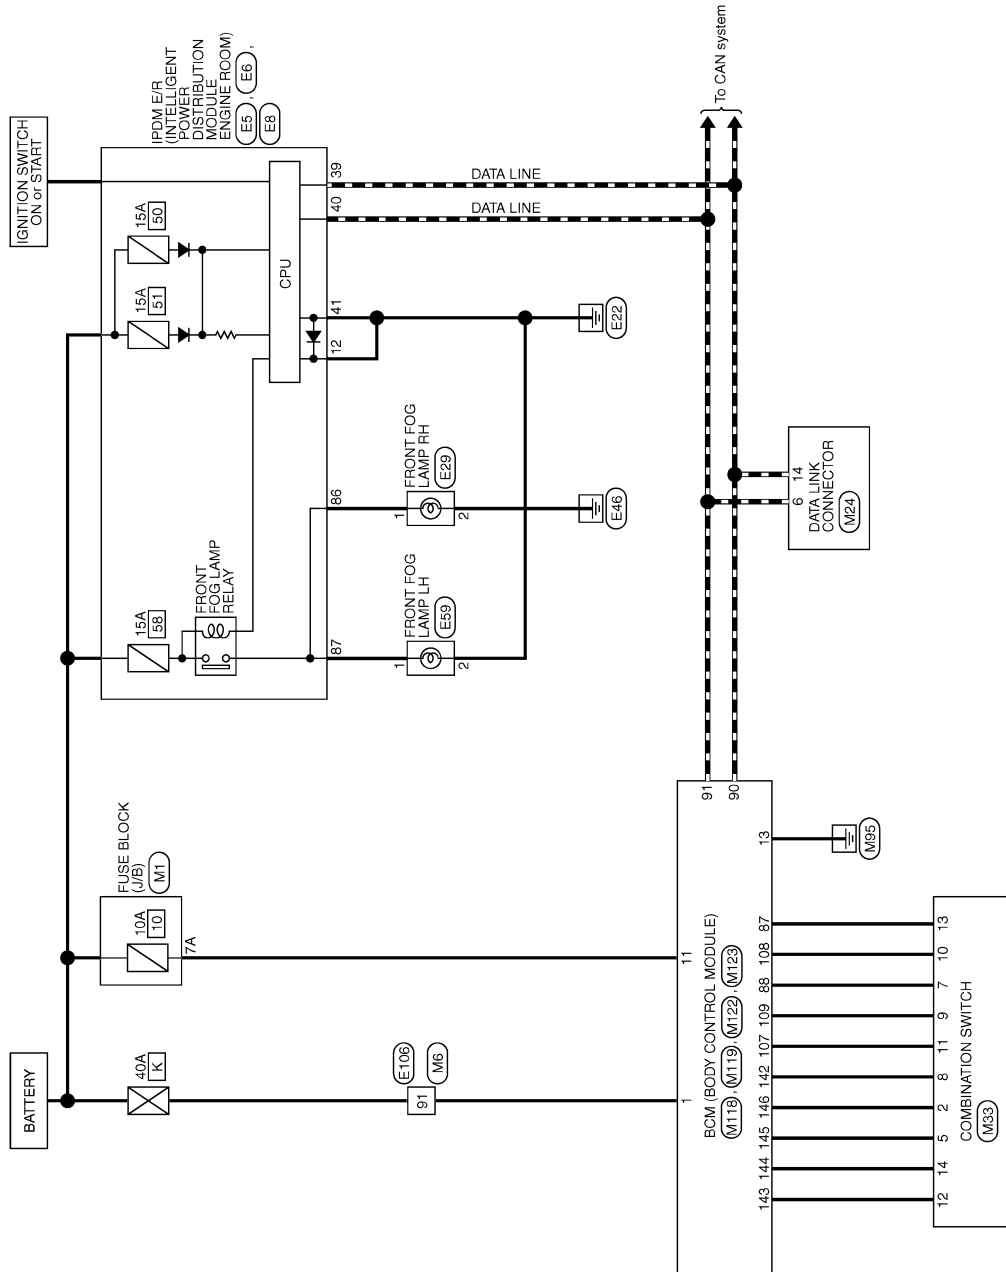 BATTERY
IGNITION SWITCH
ON or START
40A
K
FUSE BLOCK
(J/B)
M1
10A
10
7A
IPDM E/R
(INTELLIGENT
POWER
DISTRIBUTION
MODULE
ENGINE ROOM)
E5 , E6 ,
E8
15A
58
15A
51
15A
50
FRONT
FOG LAMP
RELAY
CPU
87
86
12
41
40
39
DATA LINE
DATA LINE
To CAN system
E106
M6
91
FRONT FOG
LAMP LH
E59
1
2
FRONT FOG
LAMP RH
E29
1
2
E46
E22
1
11
91
90
BCM (BODY CONTROL MODULE)
M118 , M119 , M122 , M123
13
M95
6
14
DATA LINK
CONNECTOR
M24
143
144
145
146
142
107
109
88
108
87
12
14
5
2
8
11
9
7
10
13
COMBINATION SWITCH
M33